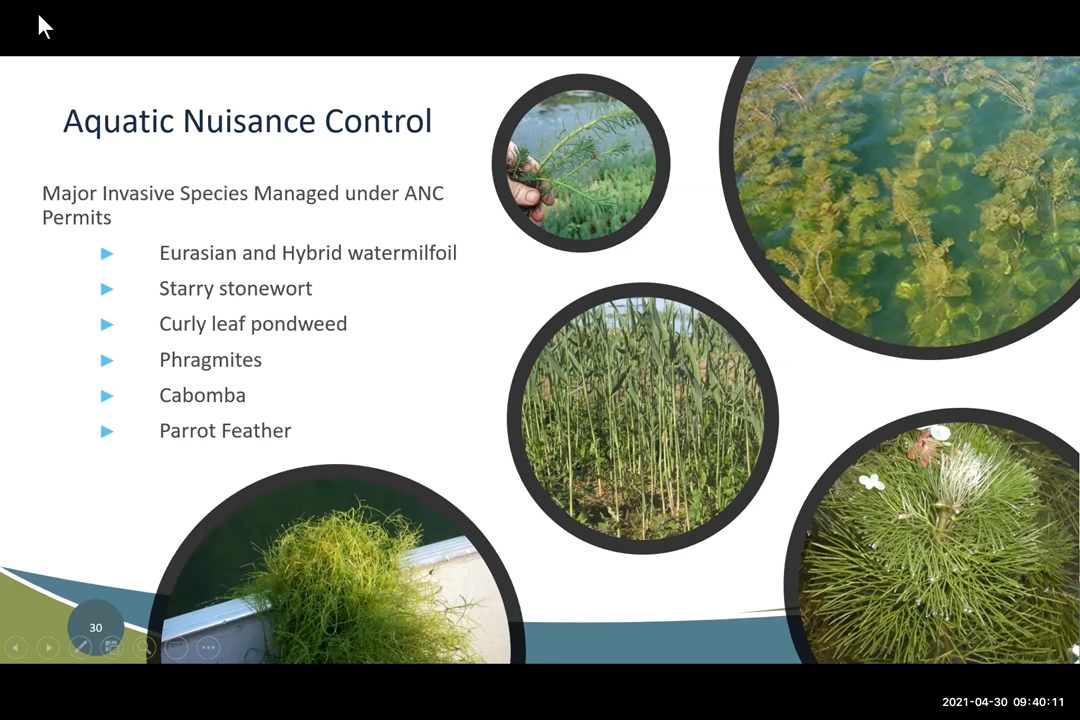 Aquatic Nuisance Control
Major Invasive Species Managed under ANC
Permits
Eurasian and Hybrid watermilfoil
Starry stonewort
Curly leaf pondweed
Phragmites
Cabomba
Parrot Feather
30
2021-04-30 09:40:11